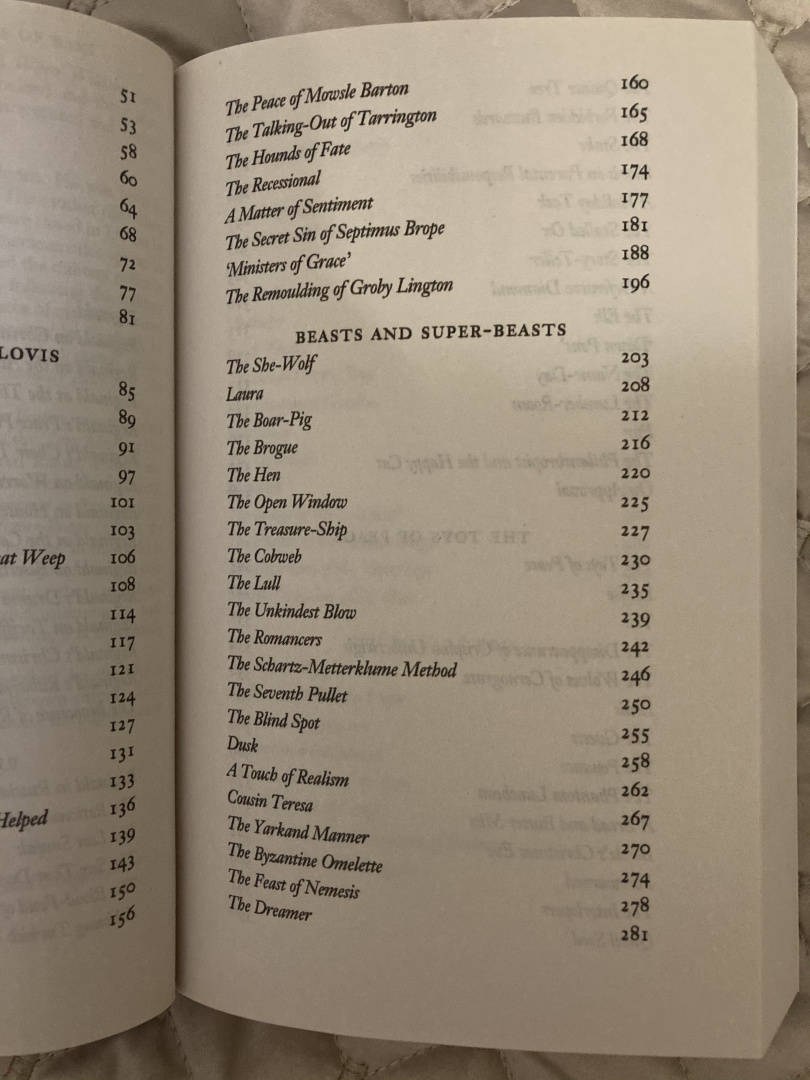 51
53
58
60
64
68
72
77
81
LOVIS
85
89
91
97
101
103
at Weep 106
108
114
117
121
124
127
131
133
Helped 136
139
143
150
156
The Peace of Mowsle Barton 160
The Talking-Out of Tarrington 165
The Hounds of Fate 168
The Recessional 174
A Matter of Sentiment 177
The Secret Sin of Septimus Brope 181
‘Ministers of Grace’ 188
The Remoulding of Groby Lington 196
BEASTS AND SUPER-BEASTS
The She-Wolf 203
Laura 208
The Boar-Pig 212
The Brogue 216
The Hen 220
The Open Window 225
The Treasure-Ship 227
The Cobweb 230
The Lull 235
The Unkindest Blow 239
The Romancers 242
The Schartz-Metterklume Method 246
The Seventh Pullet 250
The Blind Spot 255
Dusk 258
A Touch of Realism 262
Cousin Teresa 267
The Yarkand Manner 270
The Byzantine Omelette 274
The Feast of Nemesis 278
The Dreamer 281